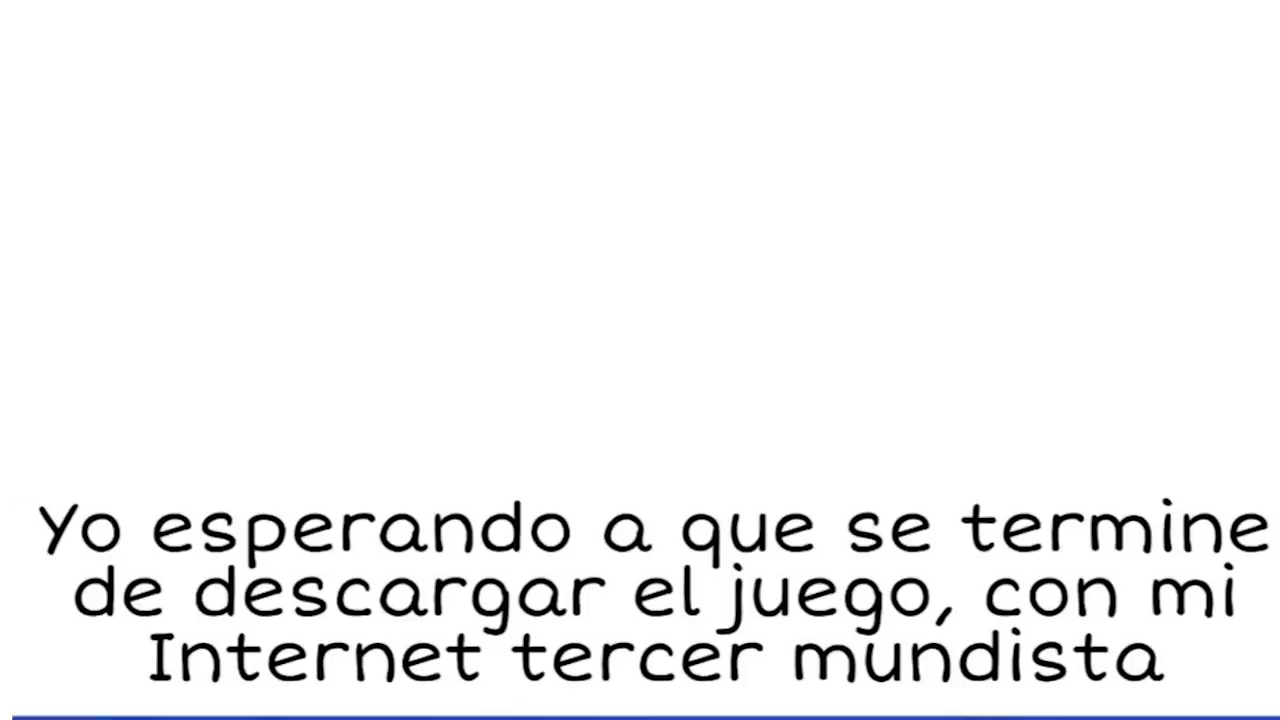 Yo esperando a que se termine
de descargar el juego, con mi
Internet tercer mundista